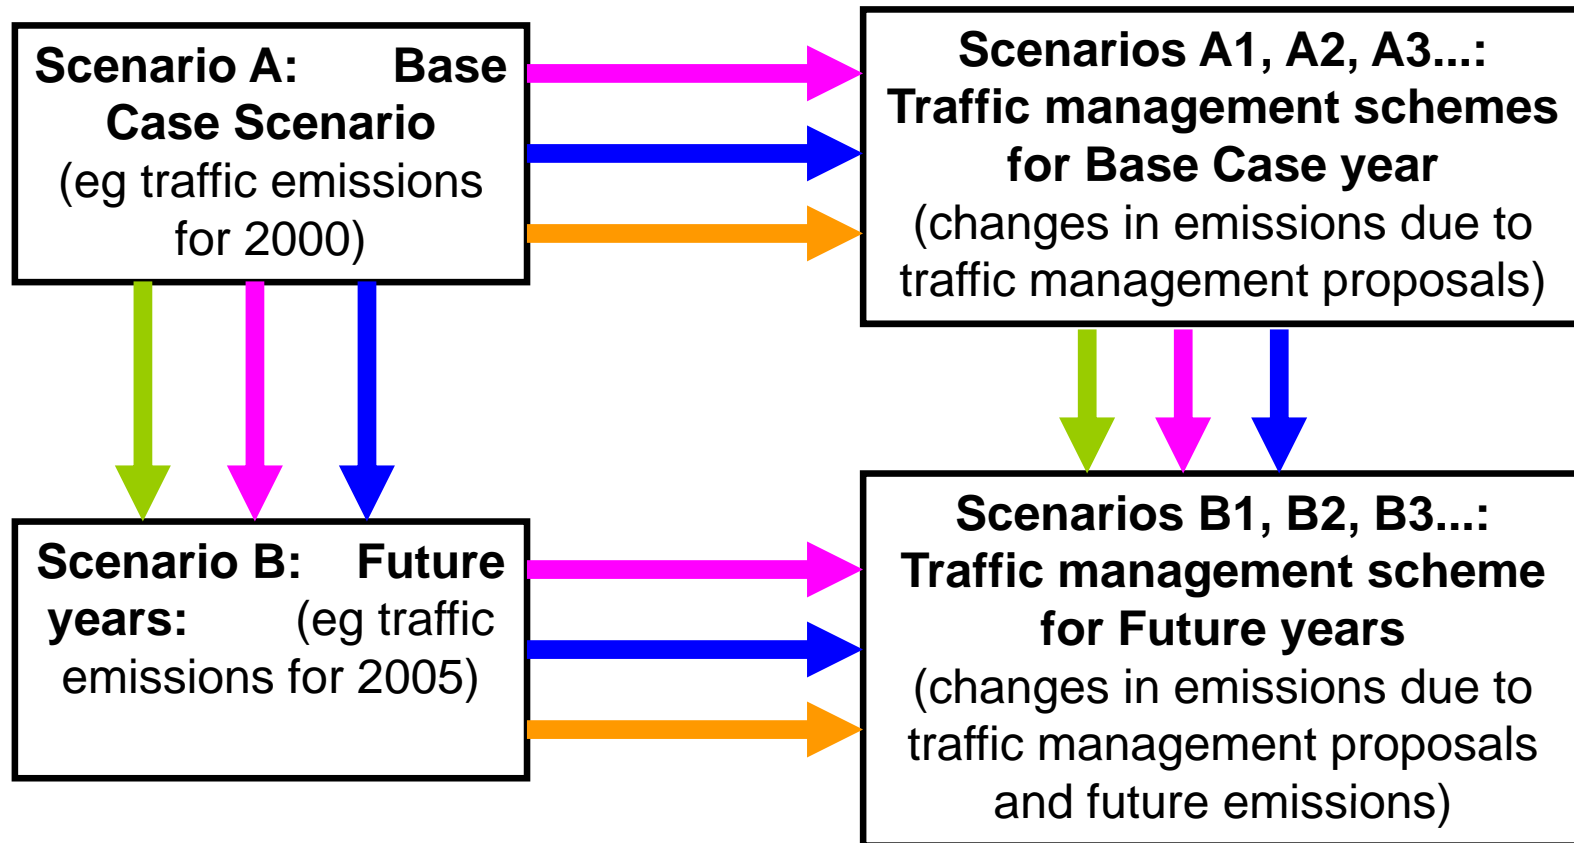 Scenario A: Base
Case Scenario
(eg traffic emissions
for 2000)
Scenarios A1, A2, A3...:
Traffic management schemes
for Base Case year
(changes in emissions due to
traffic management proposals)
Scenario B: Future
years: (eg traffic
emissions for 2005)
Scenarios B1, B2, B3...:
Traffic management scheme
for Future years
(changes in emissions due to
traffic management proposals
and future emissions)